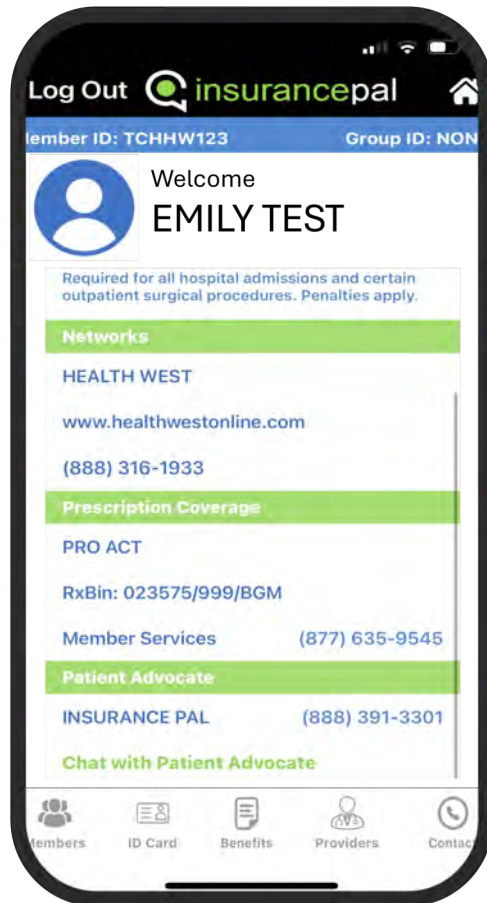 Log Out insurancepal
ember ID: TCHHW123 Group ID: NON
Welcome
EMILY TEST
Required for all hospital admissions and certain
outpatient surgical procedures. Penalties apply.
Networks
HEALTH WEST
www.healthwestonline.com
(888) 316-1933
Prescription Coverage
PRO ACT
RxBin: 023575/999/BGM
Member Services (877) 635-9545
Patient Advocate
INSURANCE PAL (888) 391-3301
Chat with Patient Advocate
Members ID Card Benefits Providers Contact